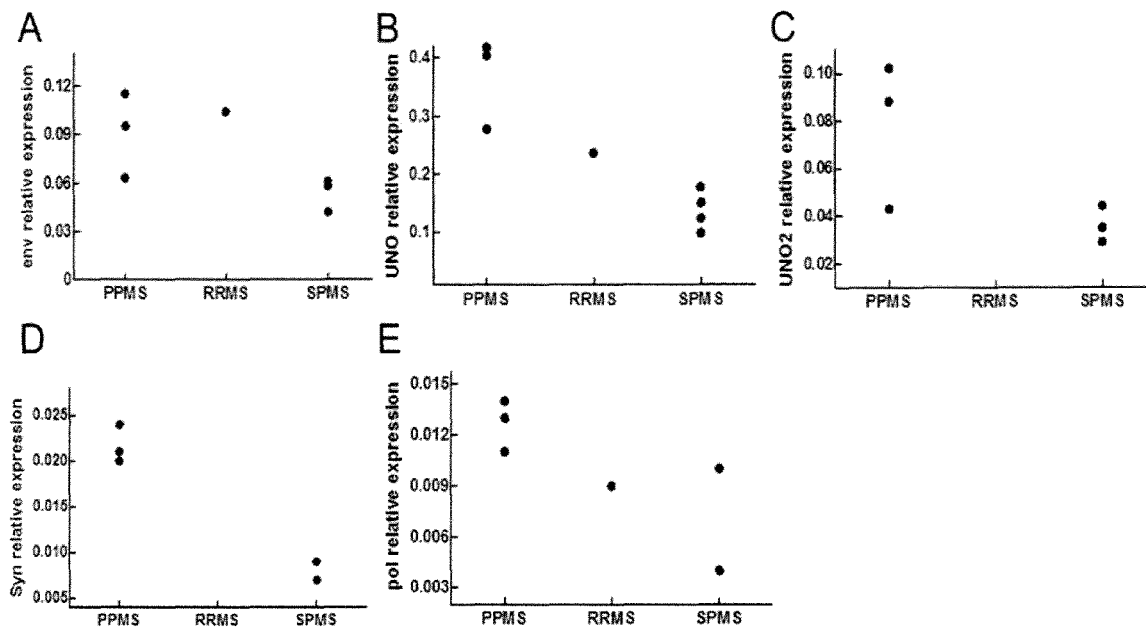 A
env relative expression
0.12
0.09
0.06
0.03
0
PPMS RRMS SPMS
B
UNO relative expression
0.4
0.3
0.2
0.1
PPMS RRMS SPMS
C
UNO2 relative expression
0.10
0.08
0.06
0.04
0.02
PPMS RRMS SPMS
D
Syn relative expression
0.025
0.020
0.015
0.010
0.005
PPMS RRMS SPMS
E
pol relative expression
0.015
0.012
0.009
0.006
0.003
PPMS RRMS SPMS